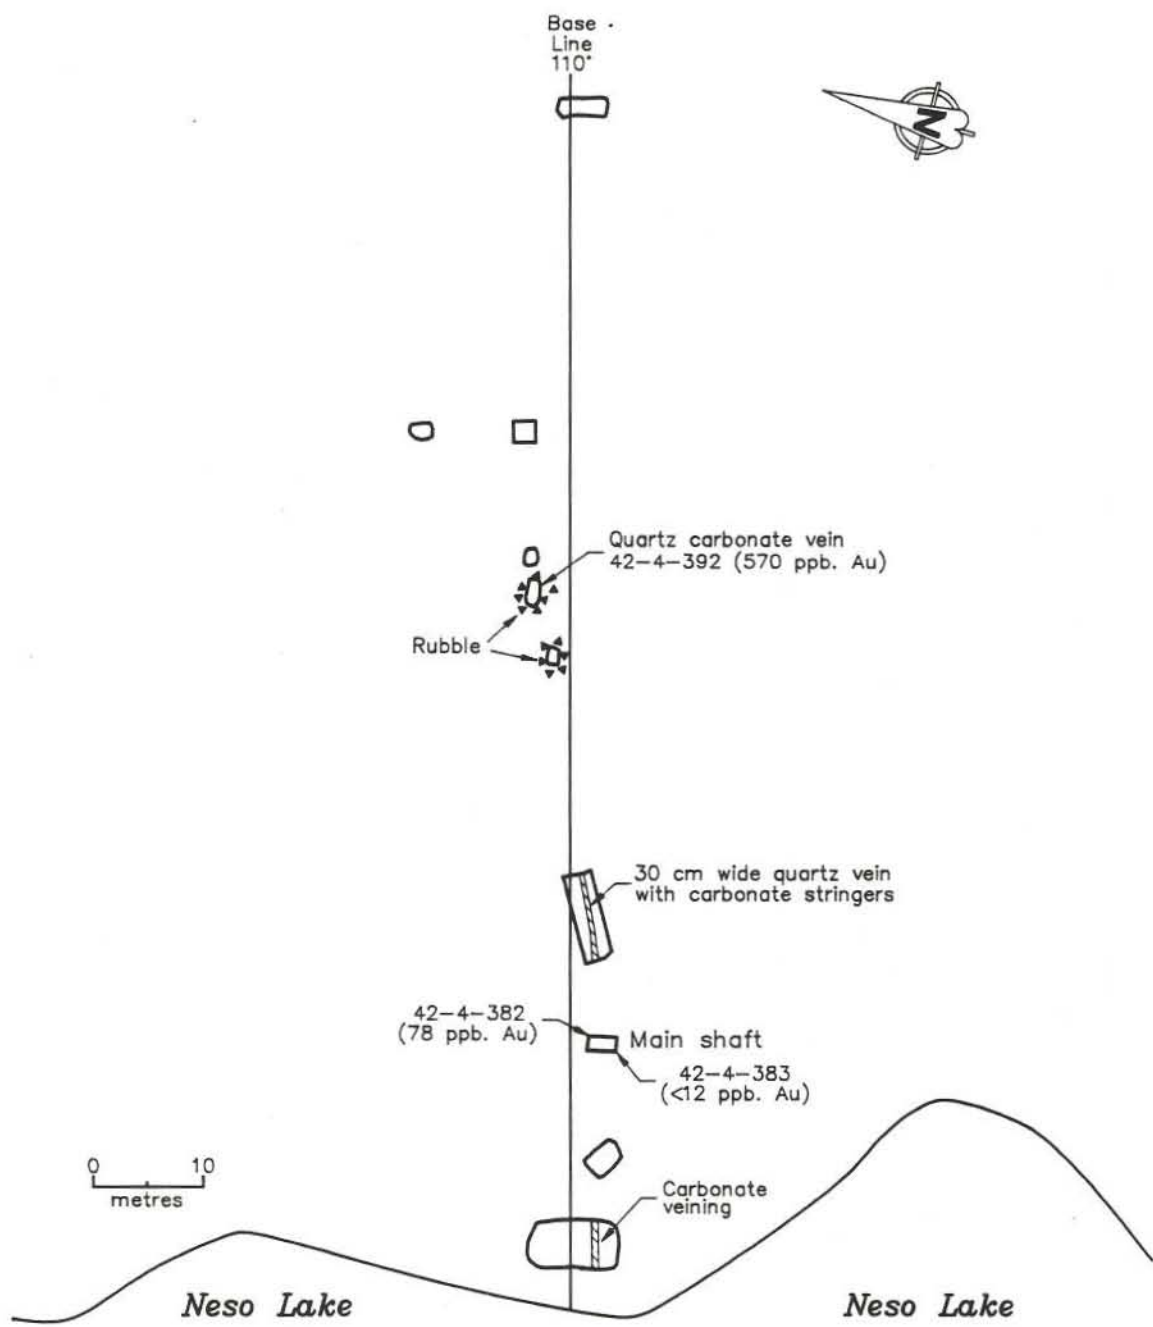 Base
Line
110°
N
Quartz carbonate vein
42-4-392 (570 ppb. Au)
Rubble
30 cm wide quartz vein
with carbonate stringers
42-4-382
(78 ppb. Au)
Main shaft
42-4-383
(<12 ppb. Au)
0 10
metres
Carbonate
veining
Neso Lake
Neso Lake